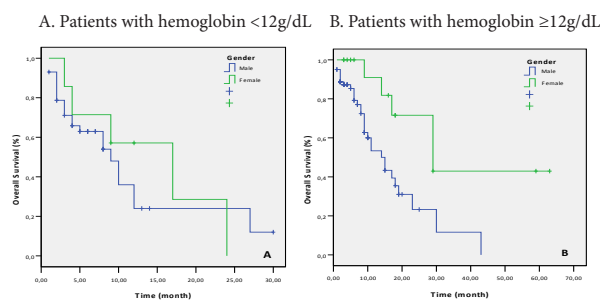 A. Patients with hemoglobin <12g/dL
B. Patients with hemoglobin ≥12g/dL
Gender
Male
Female
Overall Survival (%)
1,0
0,8
0,6
0,4
0,2
0,0
0,00 5,00 10,00 15,00 20,00 25,00 30,00
Time (month)
A
Gender
Male
Female
Overall Survival (%)
1,0
0,8
0,6
0,4
0,2
0,0
0,00 10,00 20,00 30,00 40,00 50,00 60,00 70,00
Time (month)
B